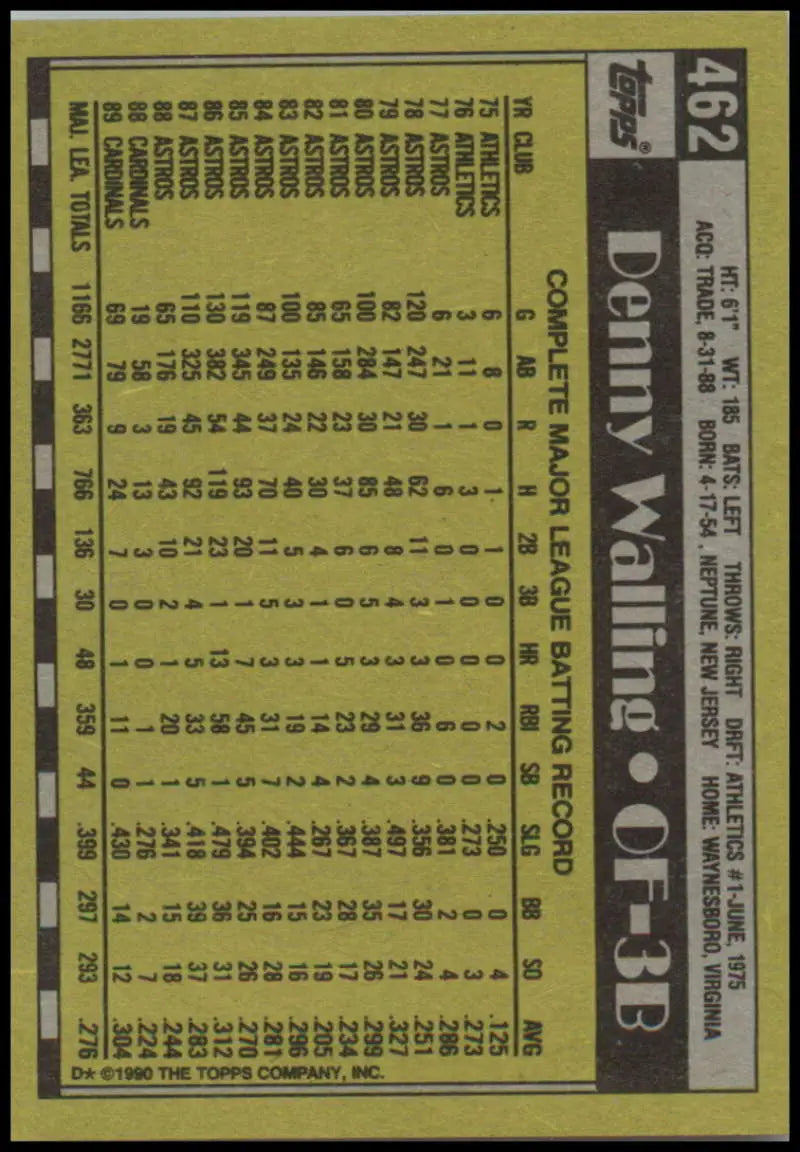 462
HT: 6'1" WT: 185 BATS: LEFT THROWS: RIGHT DRFT: ATHLETICS #1-JUNE, 1975
ACQ: TRADE, 8-31-88 BORN: 4-17-54, NEPTUNE, NEW JERSEY HOME: WAYNESBORO, VIRGINIA
topps®
Denny Walling • OF-3B
COMPLETE MAJOR LEAGUE BATTING RECORD
YR CLUB G AB R H 2B 3B HR RBI SB SLG BB SO AVG
75 ATHLETICS 6 8 0 1 1 0 0 2 0 .250 0 4 .125
76 ATHLETICS 3 11 1 3 0 0 0 0 0 .273 0 3 .273
77 ASTROS 6 21 1 6 0 1 0 6 0 .381 2 4 .286
78 ASTROS 120 247 30 62 11 3 3 36 9 .356 30 24 .251
79 ASTROS 82 147 21 48 8 4 3 31 3 .497 17 21 .327
80 ASTROS 100 284 30 85 6 5 3 29 4 .387 35 26 .299
81 ASTROS 65 158 23 37 6 0 5 23 2 .367 28 17 .234
82 ASTROS 85 146 22 30 4 1 1 14 4 .267 23 19 .205
83 ASTROS 100 135 24 40 5 3 3 19 2 .444 15 16 .296
84 ASTROS 87 249 37 70 11 5 3 31 7 .402 16 28 .281
85 ASTROS 119 345 44 93 20 1 7 45 5 .394 25 26 .270
86 ASTROS 130 382 54 119 23 1 13 58 1 .479 36 31 .312
87 ASTROS 110 325 45 92 21 4 5 33 5 .418 39 37 .283
88 ASTROS 65 176 19 43 10 2 1 20 1 .341 15 18 .244
88 CARDINALS 19 58 3 13 3 0 0 1 1 .276 2 7 .224
89 CARDINALS 69 79 9 24 7 0 1 11 0 .430 14 12 .304
MAJ. LEA. TOTALS 1166 2771 363 766 136 30 48 359 44 .399 297 293 .276
D* ©1990 THE TOPPS COMPANY, INC.